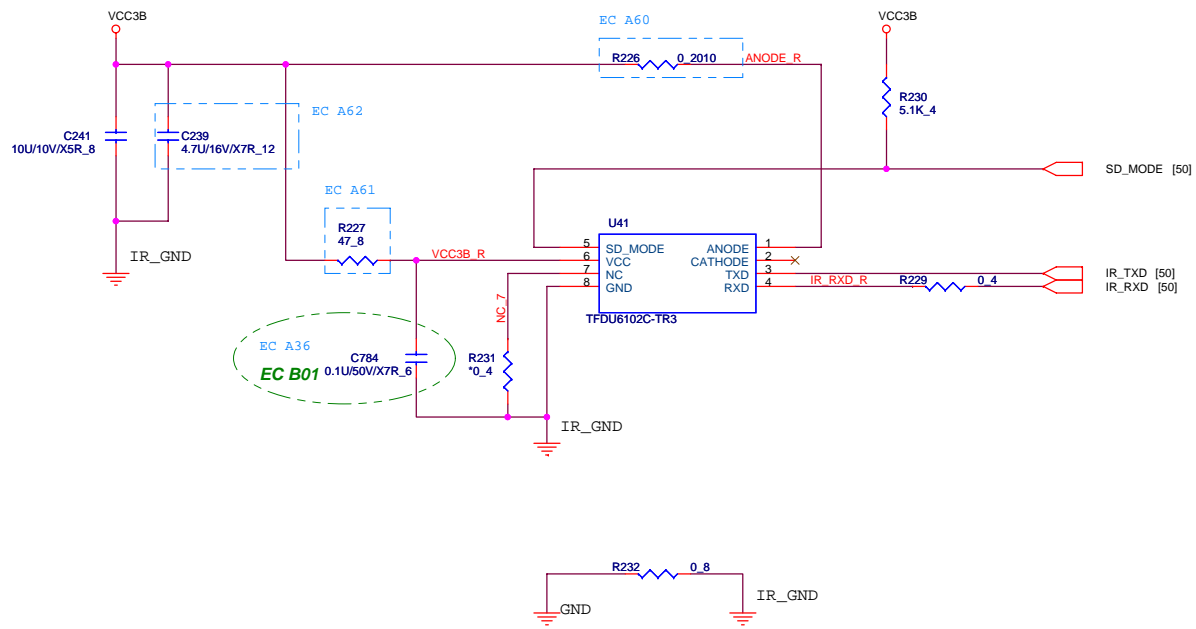 VCC3B
EC A60
VCC3B
R226
0_2010
ANODE_R
R230
5.1K_4
EC A62
C241
10U/10V/X5R_8
C239
4.7U/16V/X7R_12
SD_MODE [50]
EC A61
R227
47_8
IR_GND
VCC3B_R
U41
5 SD_MODE
6 VCC
7 NC
8 GND
ANODE 1
CATHODE 2
TXD 3
RXD 4
TFDU6102C-TR3
IR_RXD_R
R229
0_4
IR_TXD [50]
IR_RXD [50]
NC_7
EC A36
EC B01
C784
0.1U/50V/X7R_6
R231
*0_4
IR_GND
R232
0_8
GND
IR_GND